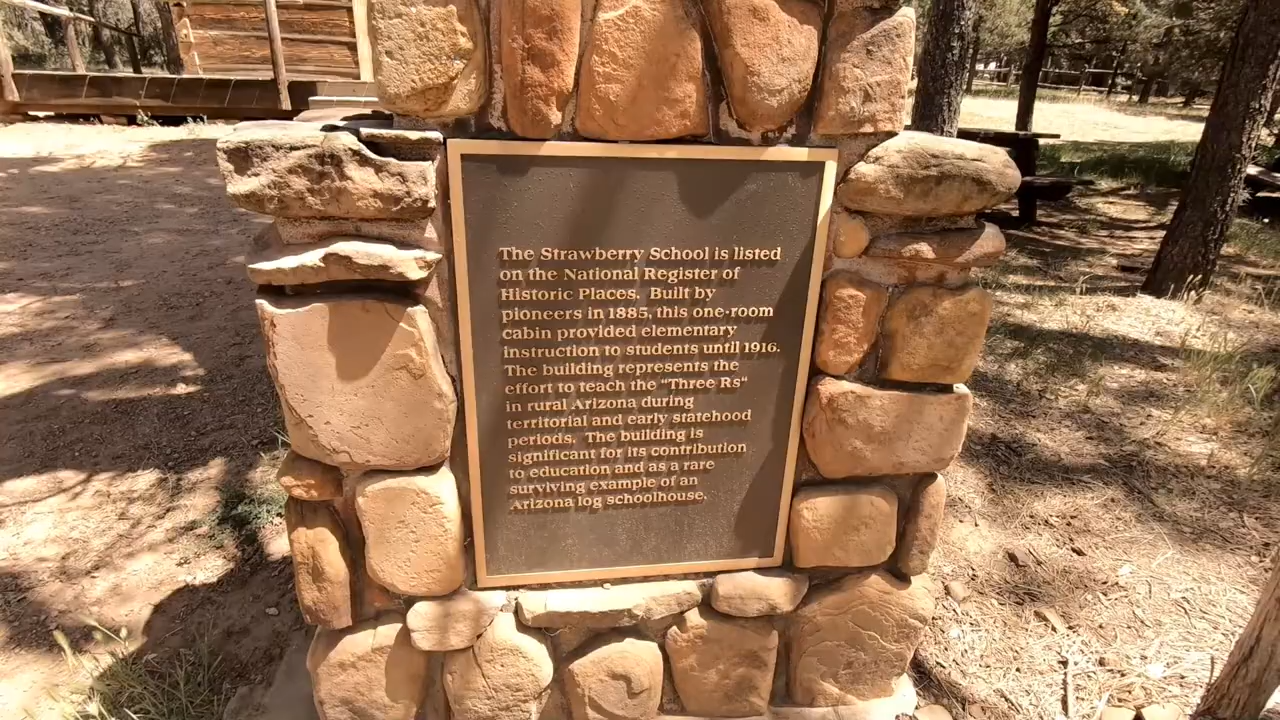 The Strawberry School is listed
on the National Register of
Historic Places. Built by
pioneers in 1885, this one-room
cabin provided elementary
instruction to students until 1916.
The building represents the
effort to teach the "Three Rs"
in rural Arizona during
territorial and early statehood
periods. The building is
significant for its contribution
to education and as a rare
surviving example of an
Arizona log schoolhouse.